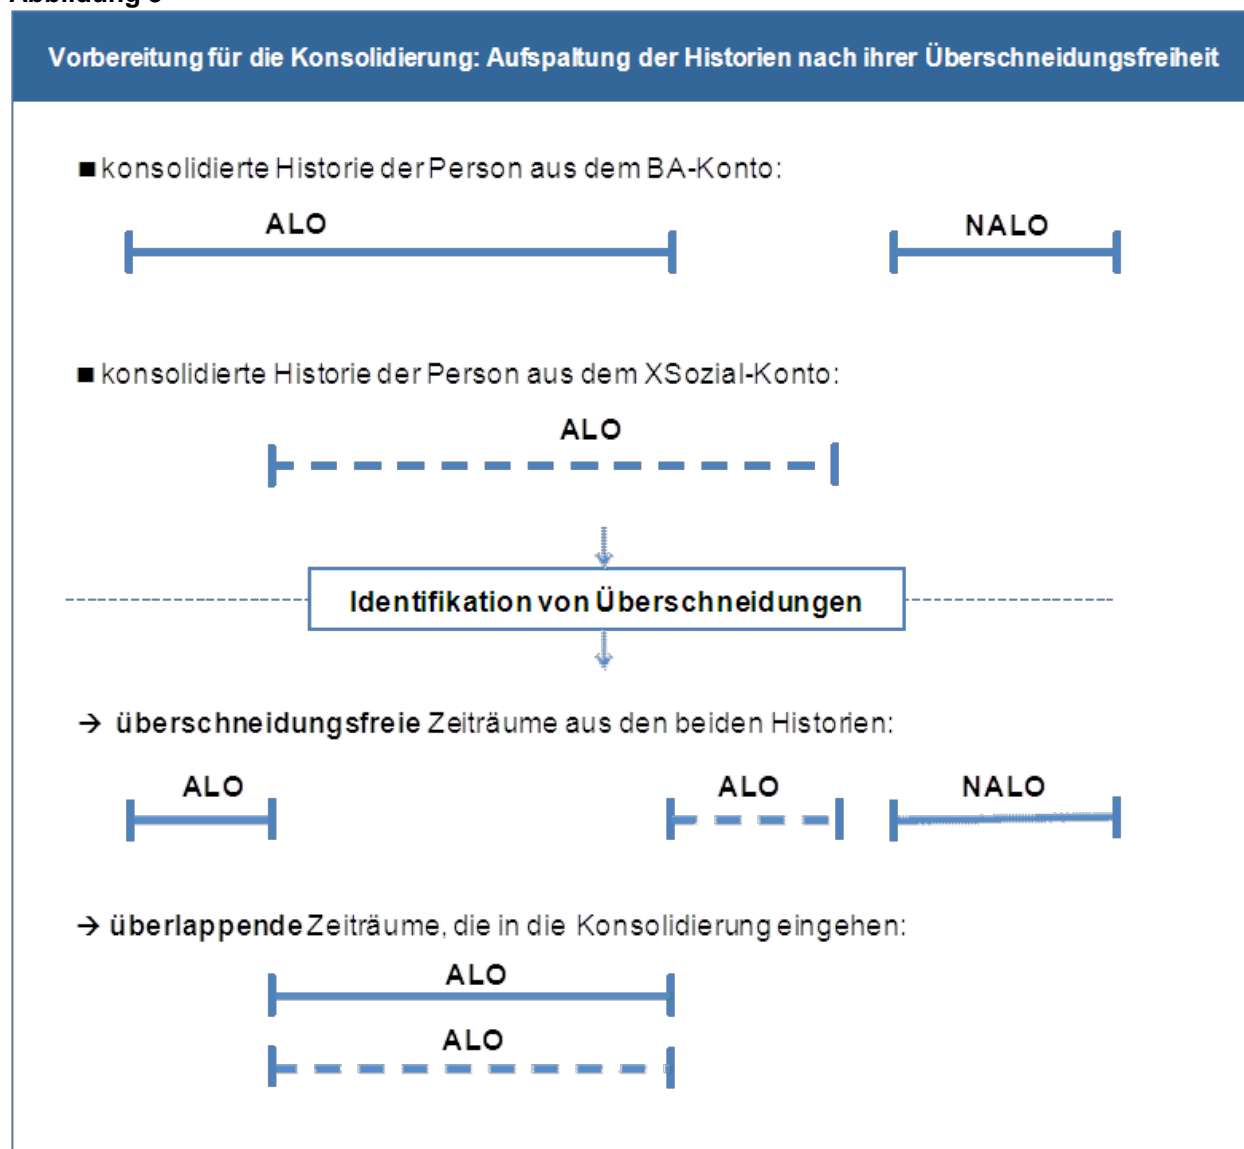 Vorbereitung für die Konsolidierung: Aufspaltung der Historien nach ihrer Überschneidungsfreiheit
■ konsolidierte Historie der Person aus dem BA-Konto:
ALO NALO
■ konsolidierte Historie der Person aus dem XSozial-Konto:
ALO
Identifikation von Überschneidungen
→ überschneidungsfreie Zeiträume aus den beiden Historien:
ALO ALO NALO
→ überlappende Zeiträume, die in die Konsolidierung eingehen:
ALO
ALO